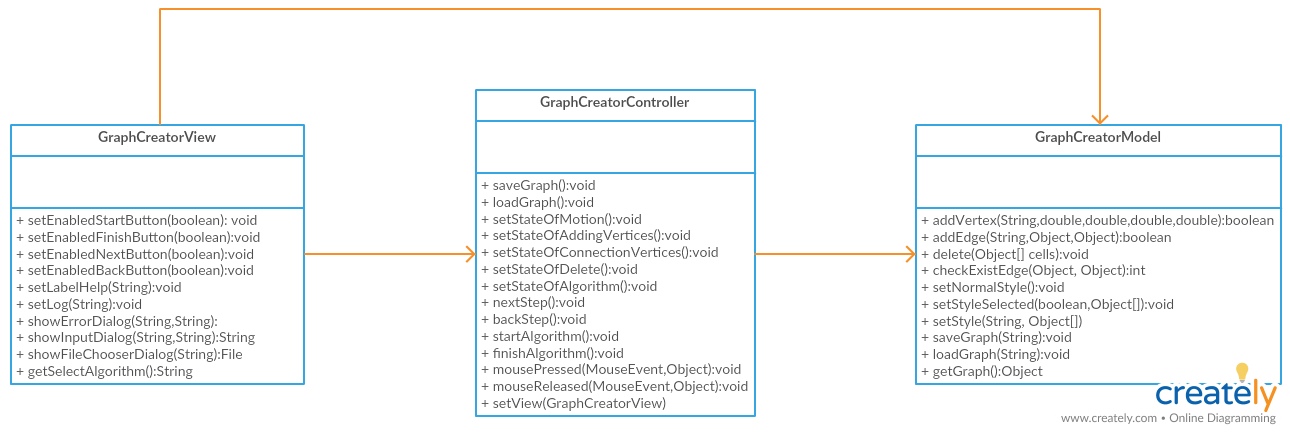 GraphCreatorView
+ setEnabledStartButton(boolean): void
+ setEnabledFinishButton(boolean):void
+ setEnabledNextButton(boolean):void
+ setEnabledBackButton(boolean):void
+ setLabelHelp(String):void
+ setLog(String):void
+ showErrorDialog(String,String):
+ showInputDialog(String,String):String
+ showFileChooserDialog(String):File
+ getSelectAlgorithm():String
GraphCreatorController
+ saveGraph():void
+ loadGraph():void
+ setStateOfMotion():void
+ setStateOfAddingVertices():void
+ setStateOfConnectionVertices():void
+ setStateOfDelete():void
+ setStateOfAlgorithm():void
+ nextStep():void
+ backStep():void
+ startAlgorithm():void
+ finishAlgorithm():void
+ mousePressed(MouseEvent,Object):void
+ mouseReleased(MouseEvent,Object):void
+ setView(GraphCreatorView)
GraphCreatorModel
+ addVertex(String,double,double,double,double):boolean
+ addEdge(String,Object,Object):boolean
+ delete(Object[] cells):void
+ checkExistEdge(Object, Object):int
+ setNormalStyle():void
+ setStyleSelected(boolean,Object[]):void
+ setStyle(String, Object[])
+ saveGraph(String):void
+ loadGraph(String):void
+ getGraph():Object
creately
www.creately.com • Online Diagramming